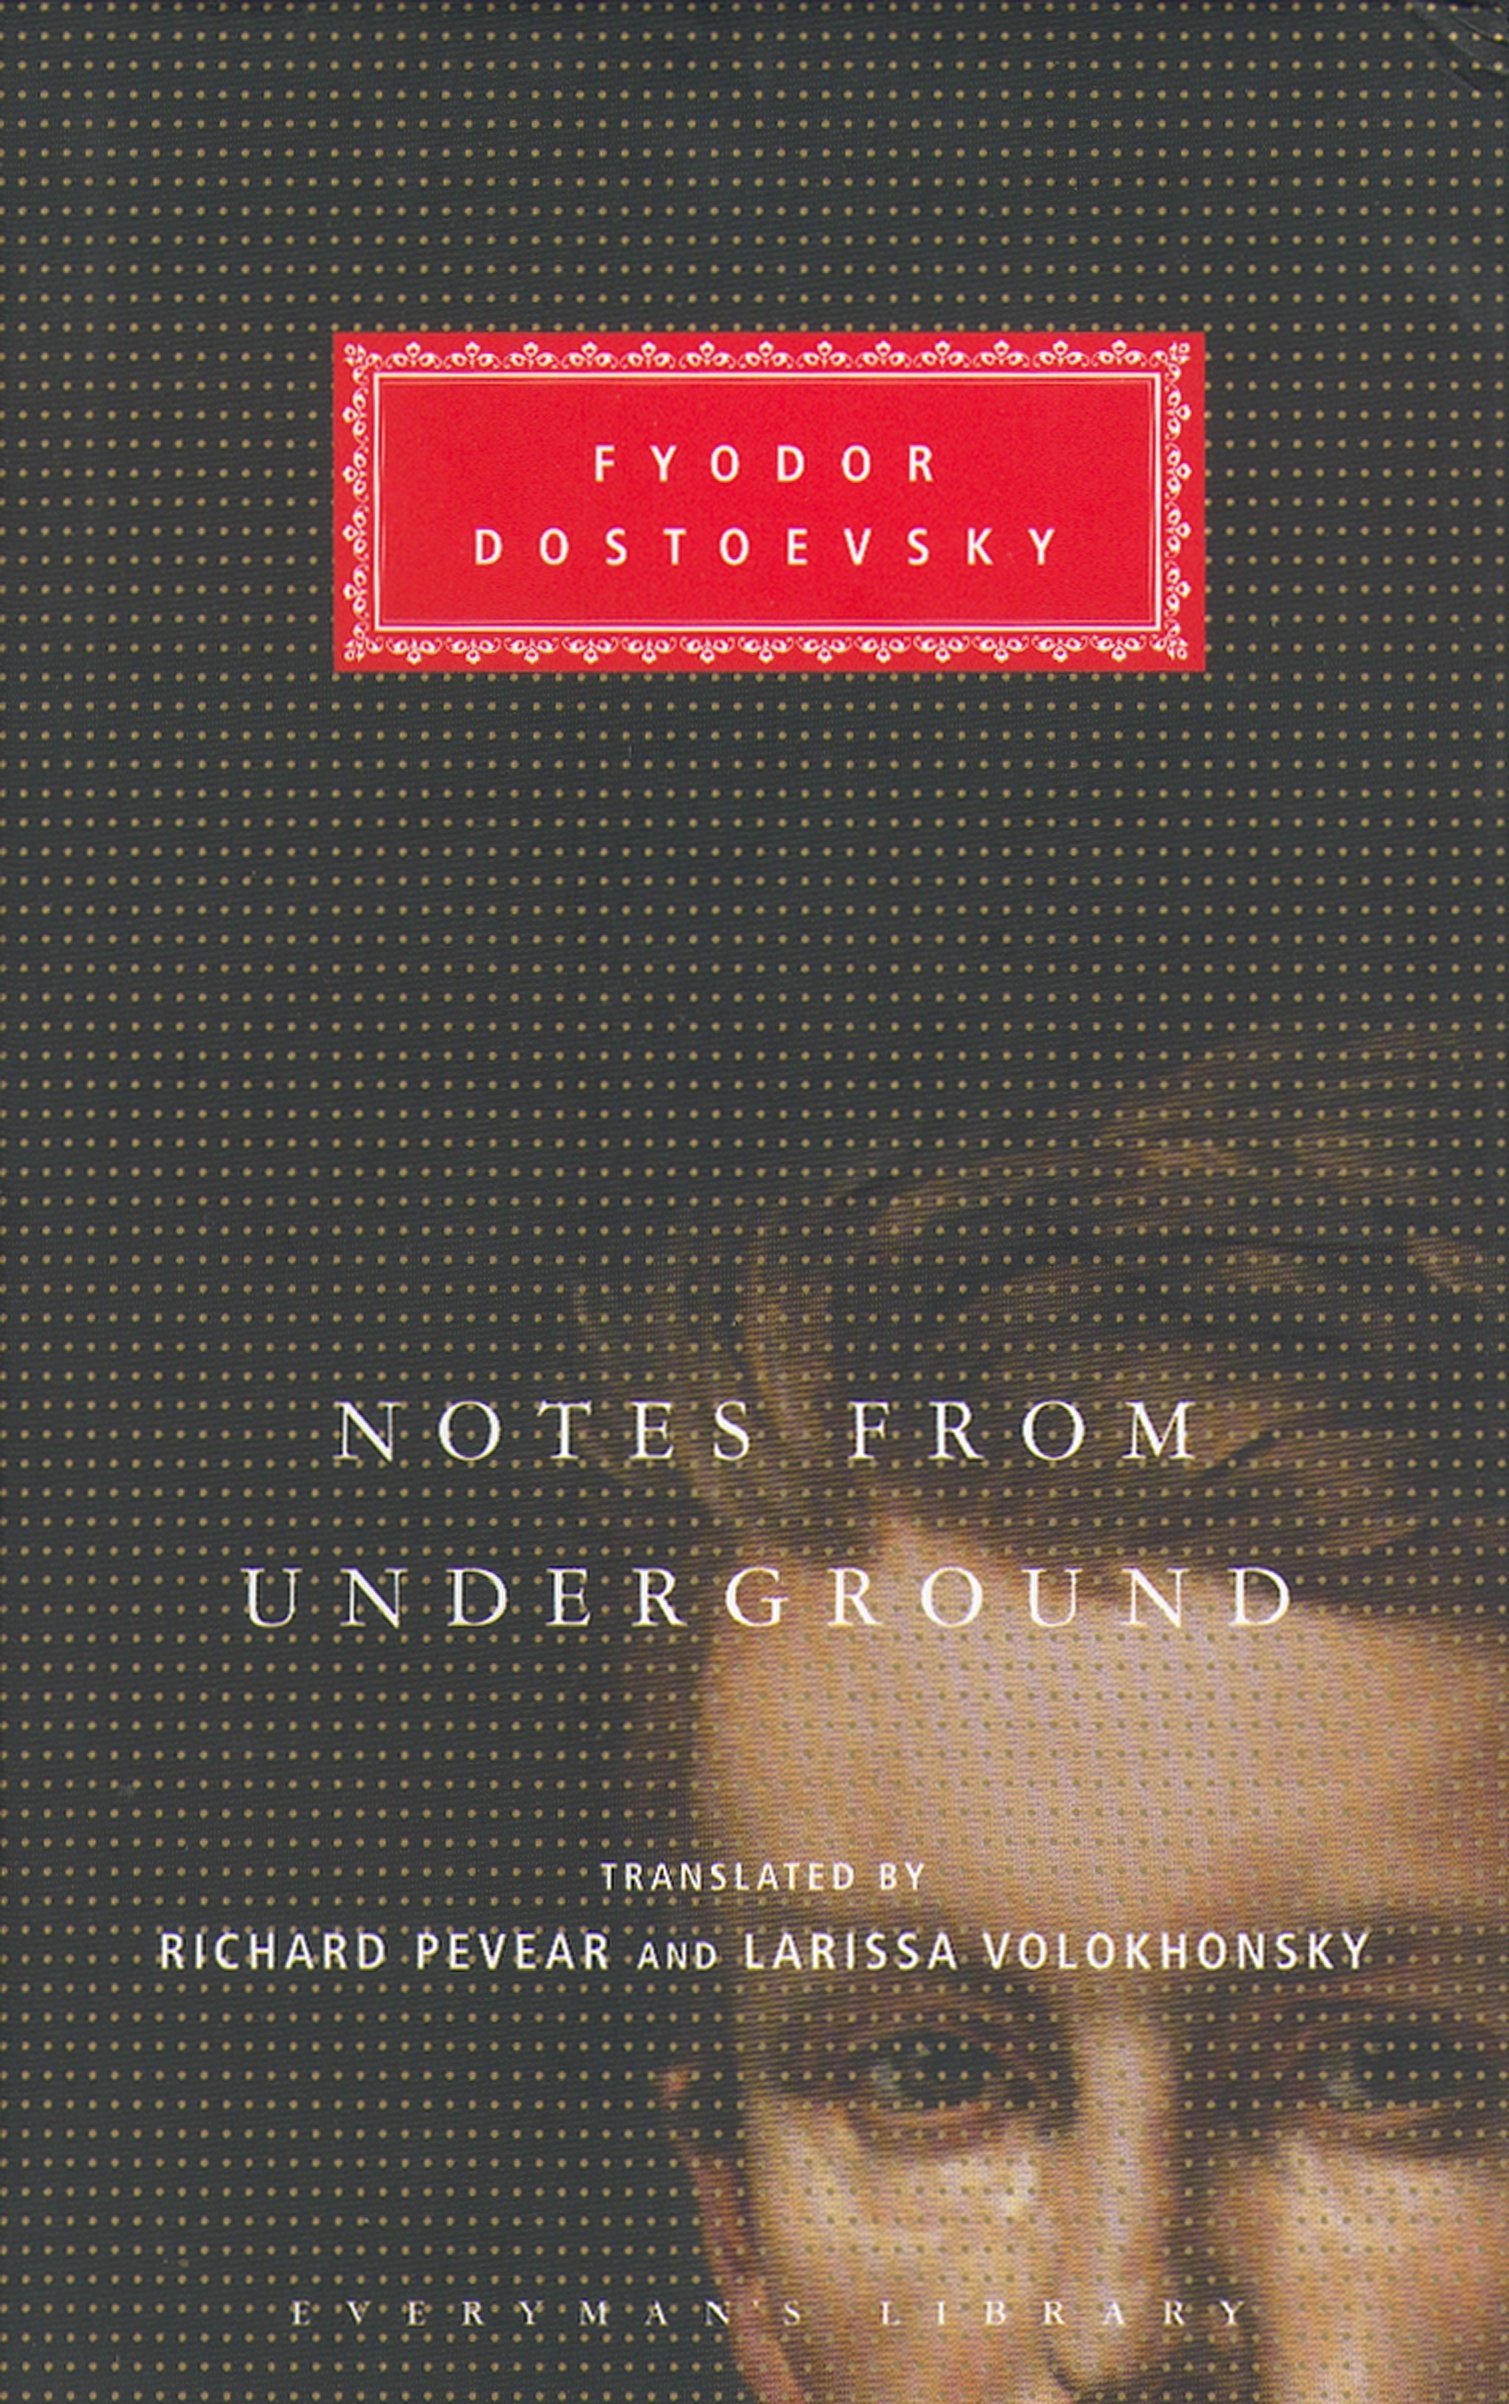 FYODOR
DOSTOEVSKY
NOTES FROM
UNDERGROUND
TRANSLATED BY
RICHARD PEVEAR AND LARISSA VOLOKHONSKY
EVERYMAN'S LIBRARY